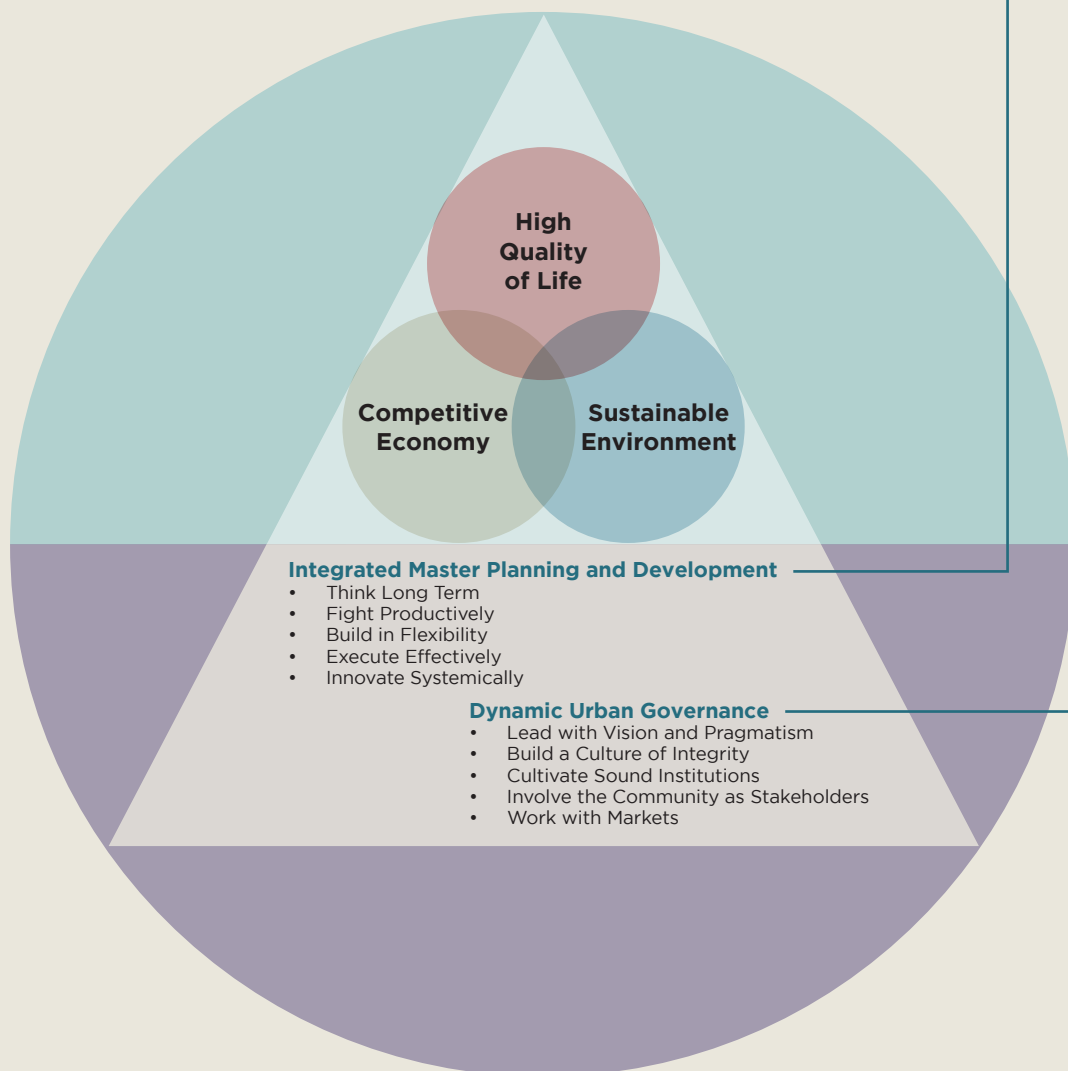 High
Quality
of Life
Competitive
Economy
Sustainable
Environment
Integrated Master Planning and Development
• Think Long Term
• Fight Productively
• Build in Flexibility
• Execute Effectively
• Innovate Systemically
Dynamic Urban Governance
• Lead with Vision and Pragmatism
• Build a Culture of Integrity
• Cultivate Sound Institutions
• Involve the Community as Stakeholders
• Work with Markets